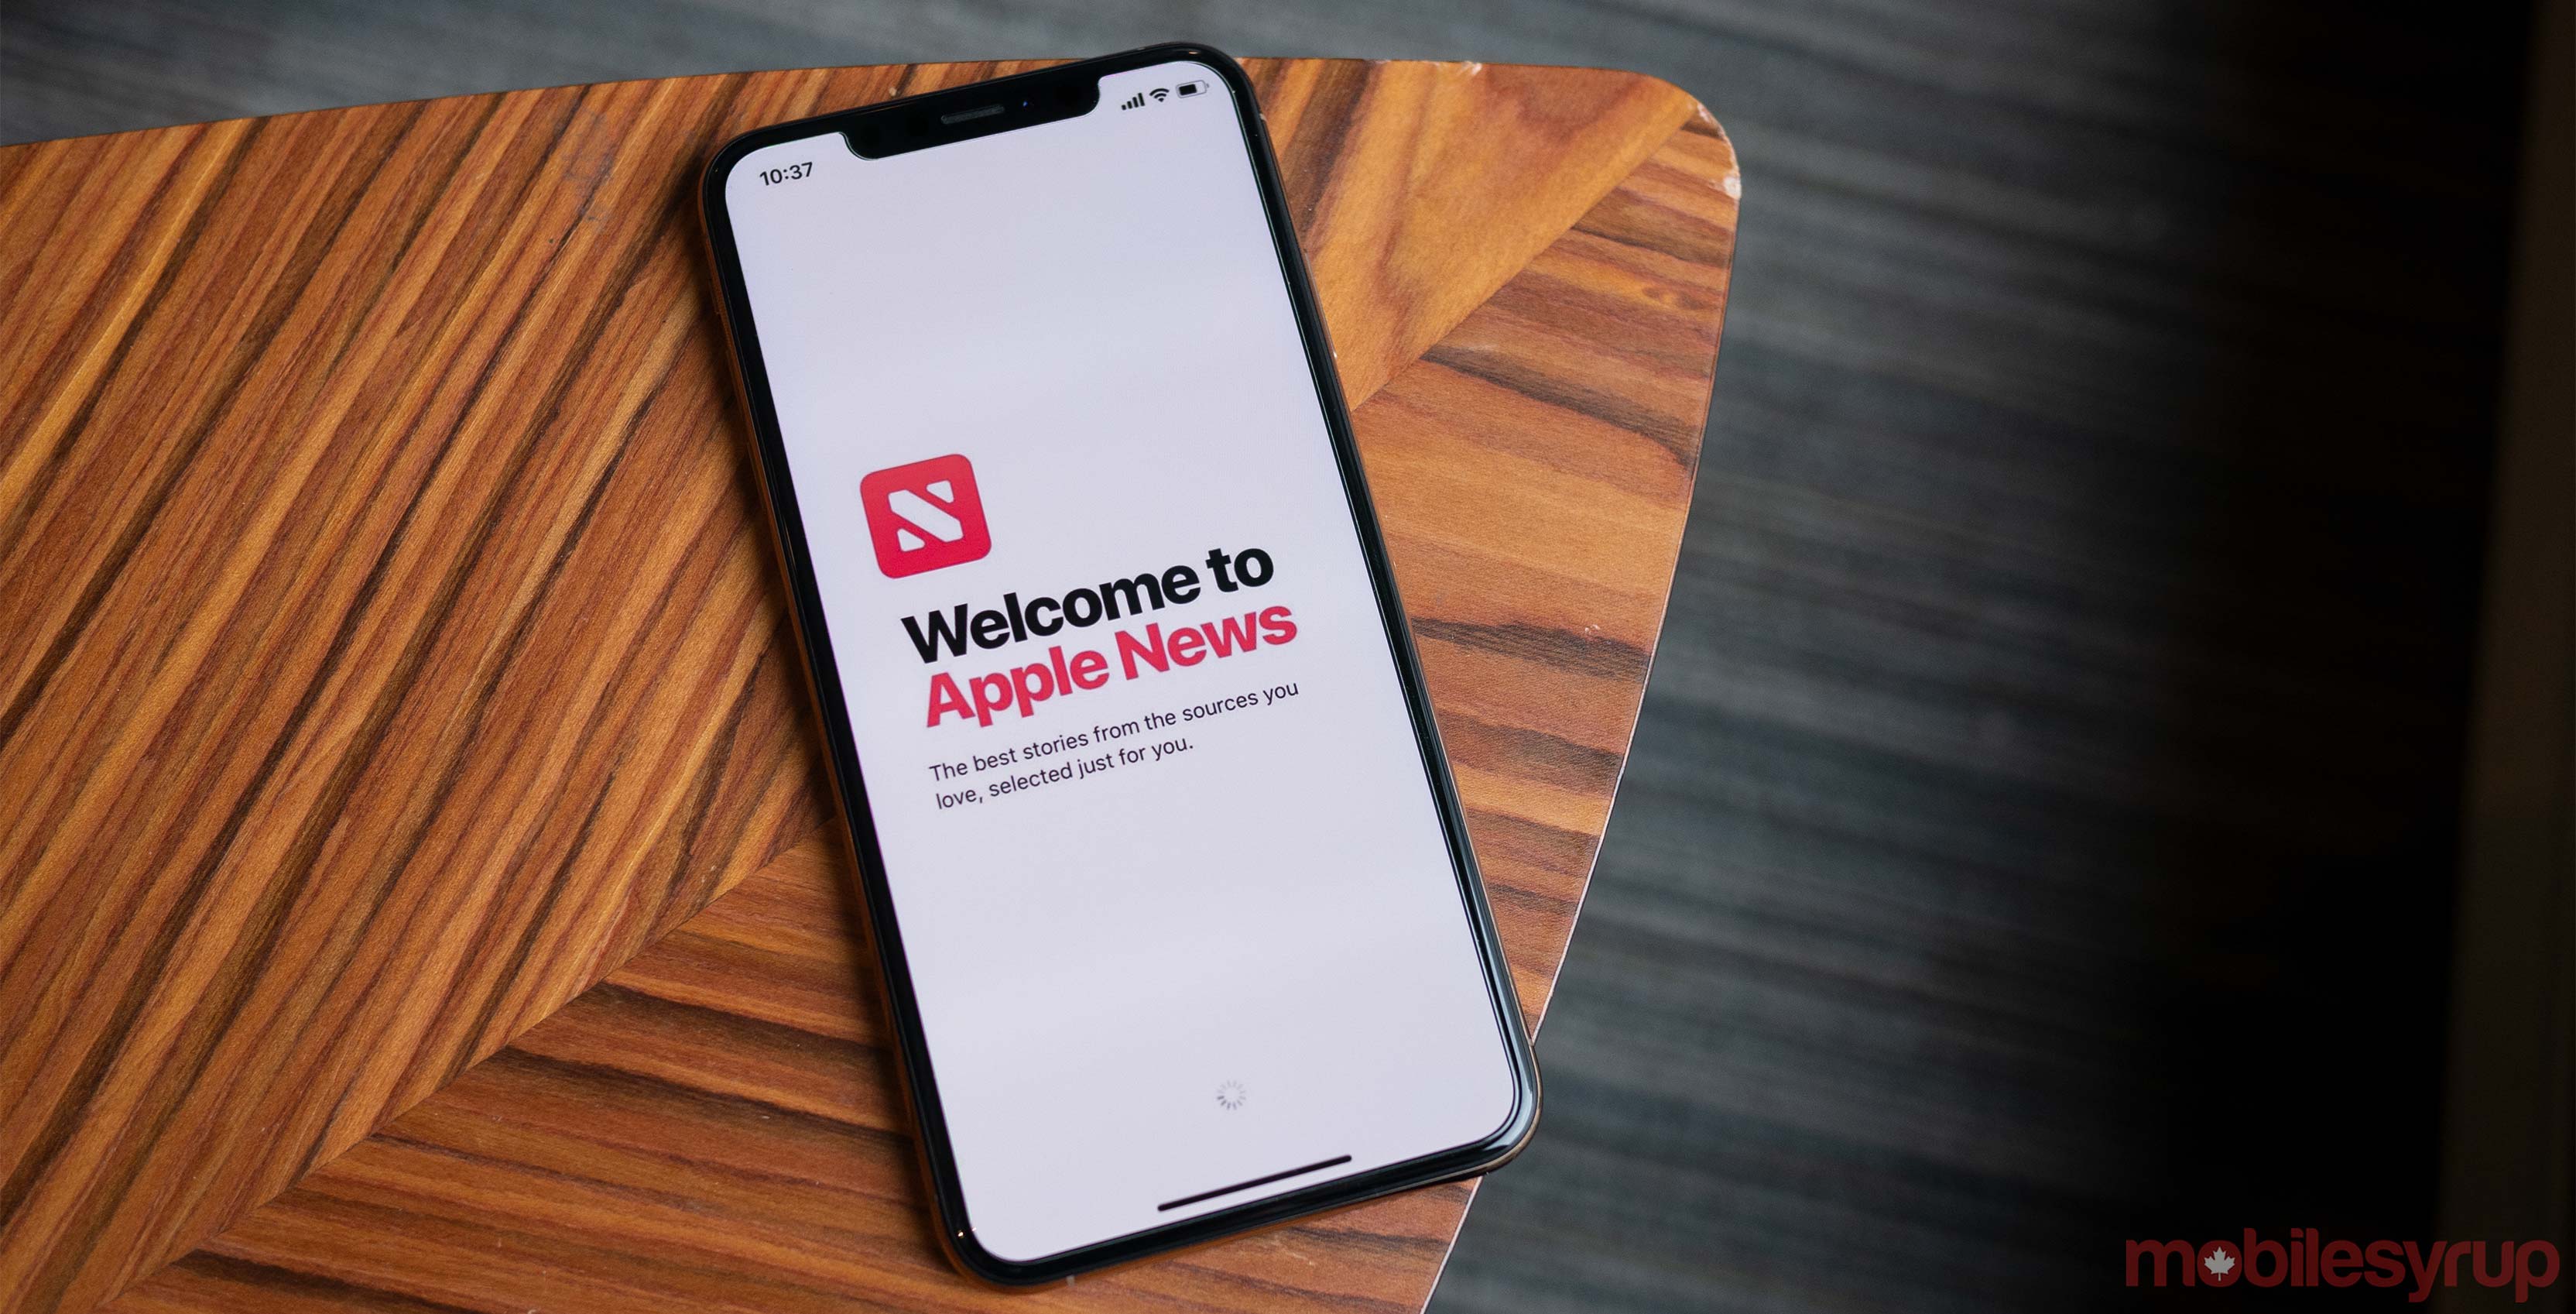 10:37
Welcome to
Apple News
The best stories from the sources you
love, selected just for you.
mobilesyrup